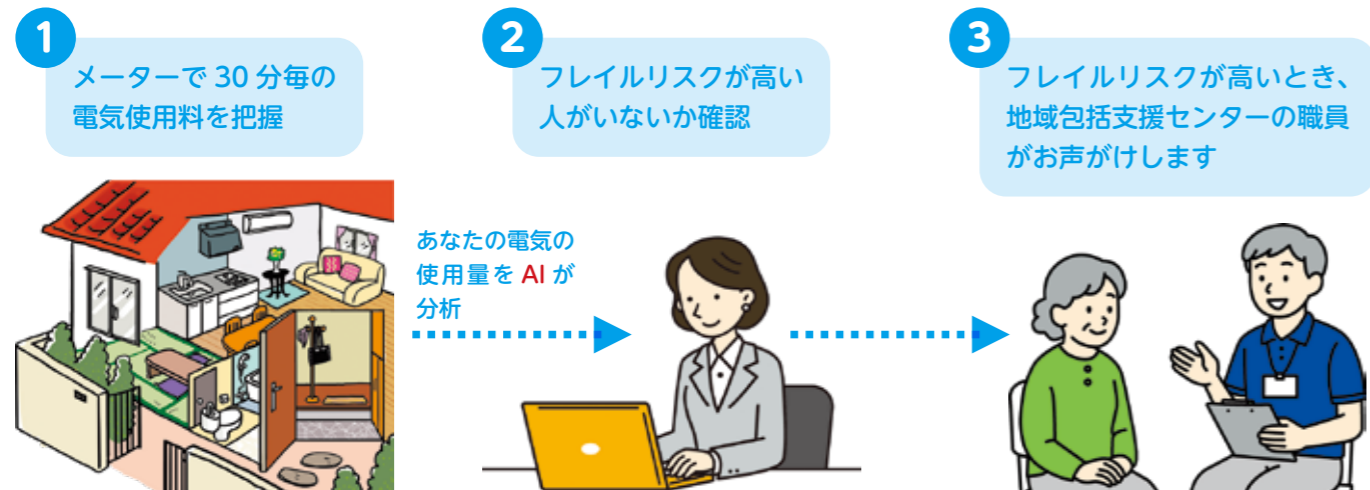 1
メーターで 30 分毎の
電気使用料を把握
あなたの電気の
使用量を AI が
分析
2
フレイルリスクが高い
人がいないか確認
3
フレイルリスクが高いとき、
地域包括支援センターの職員
がお声がけします